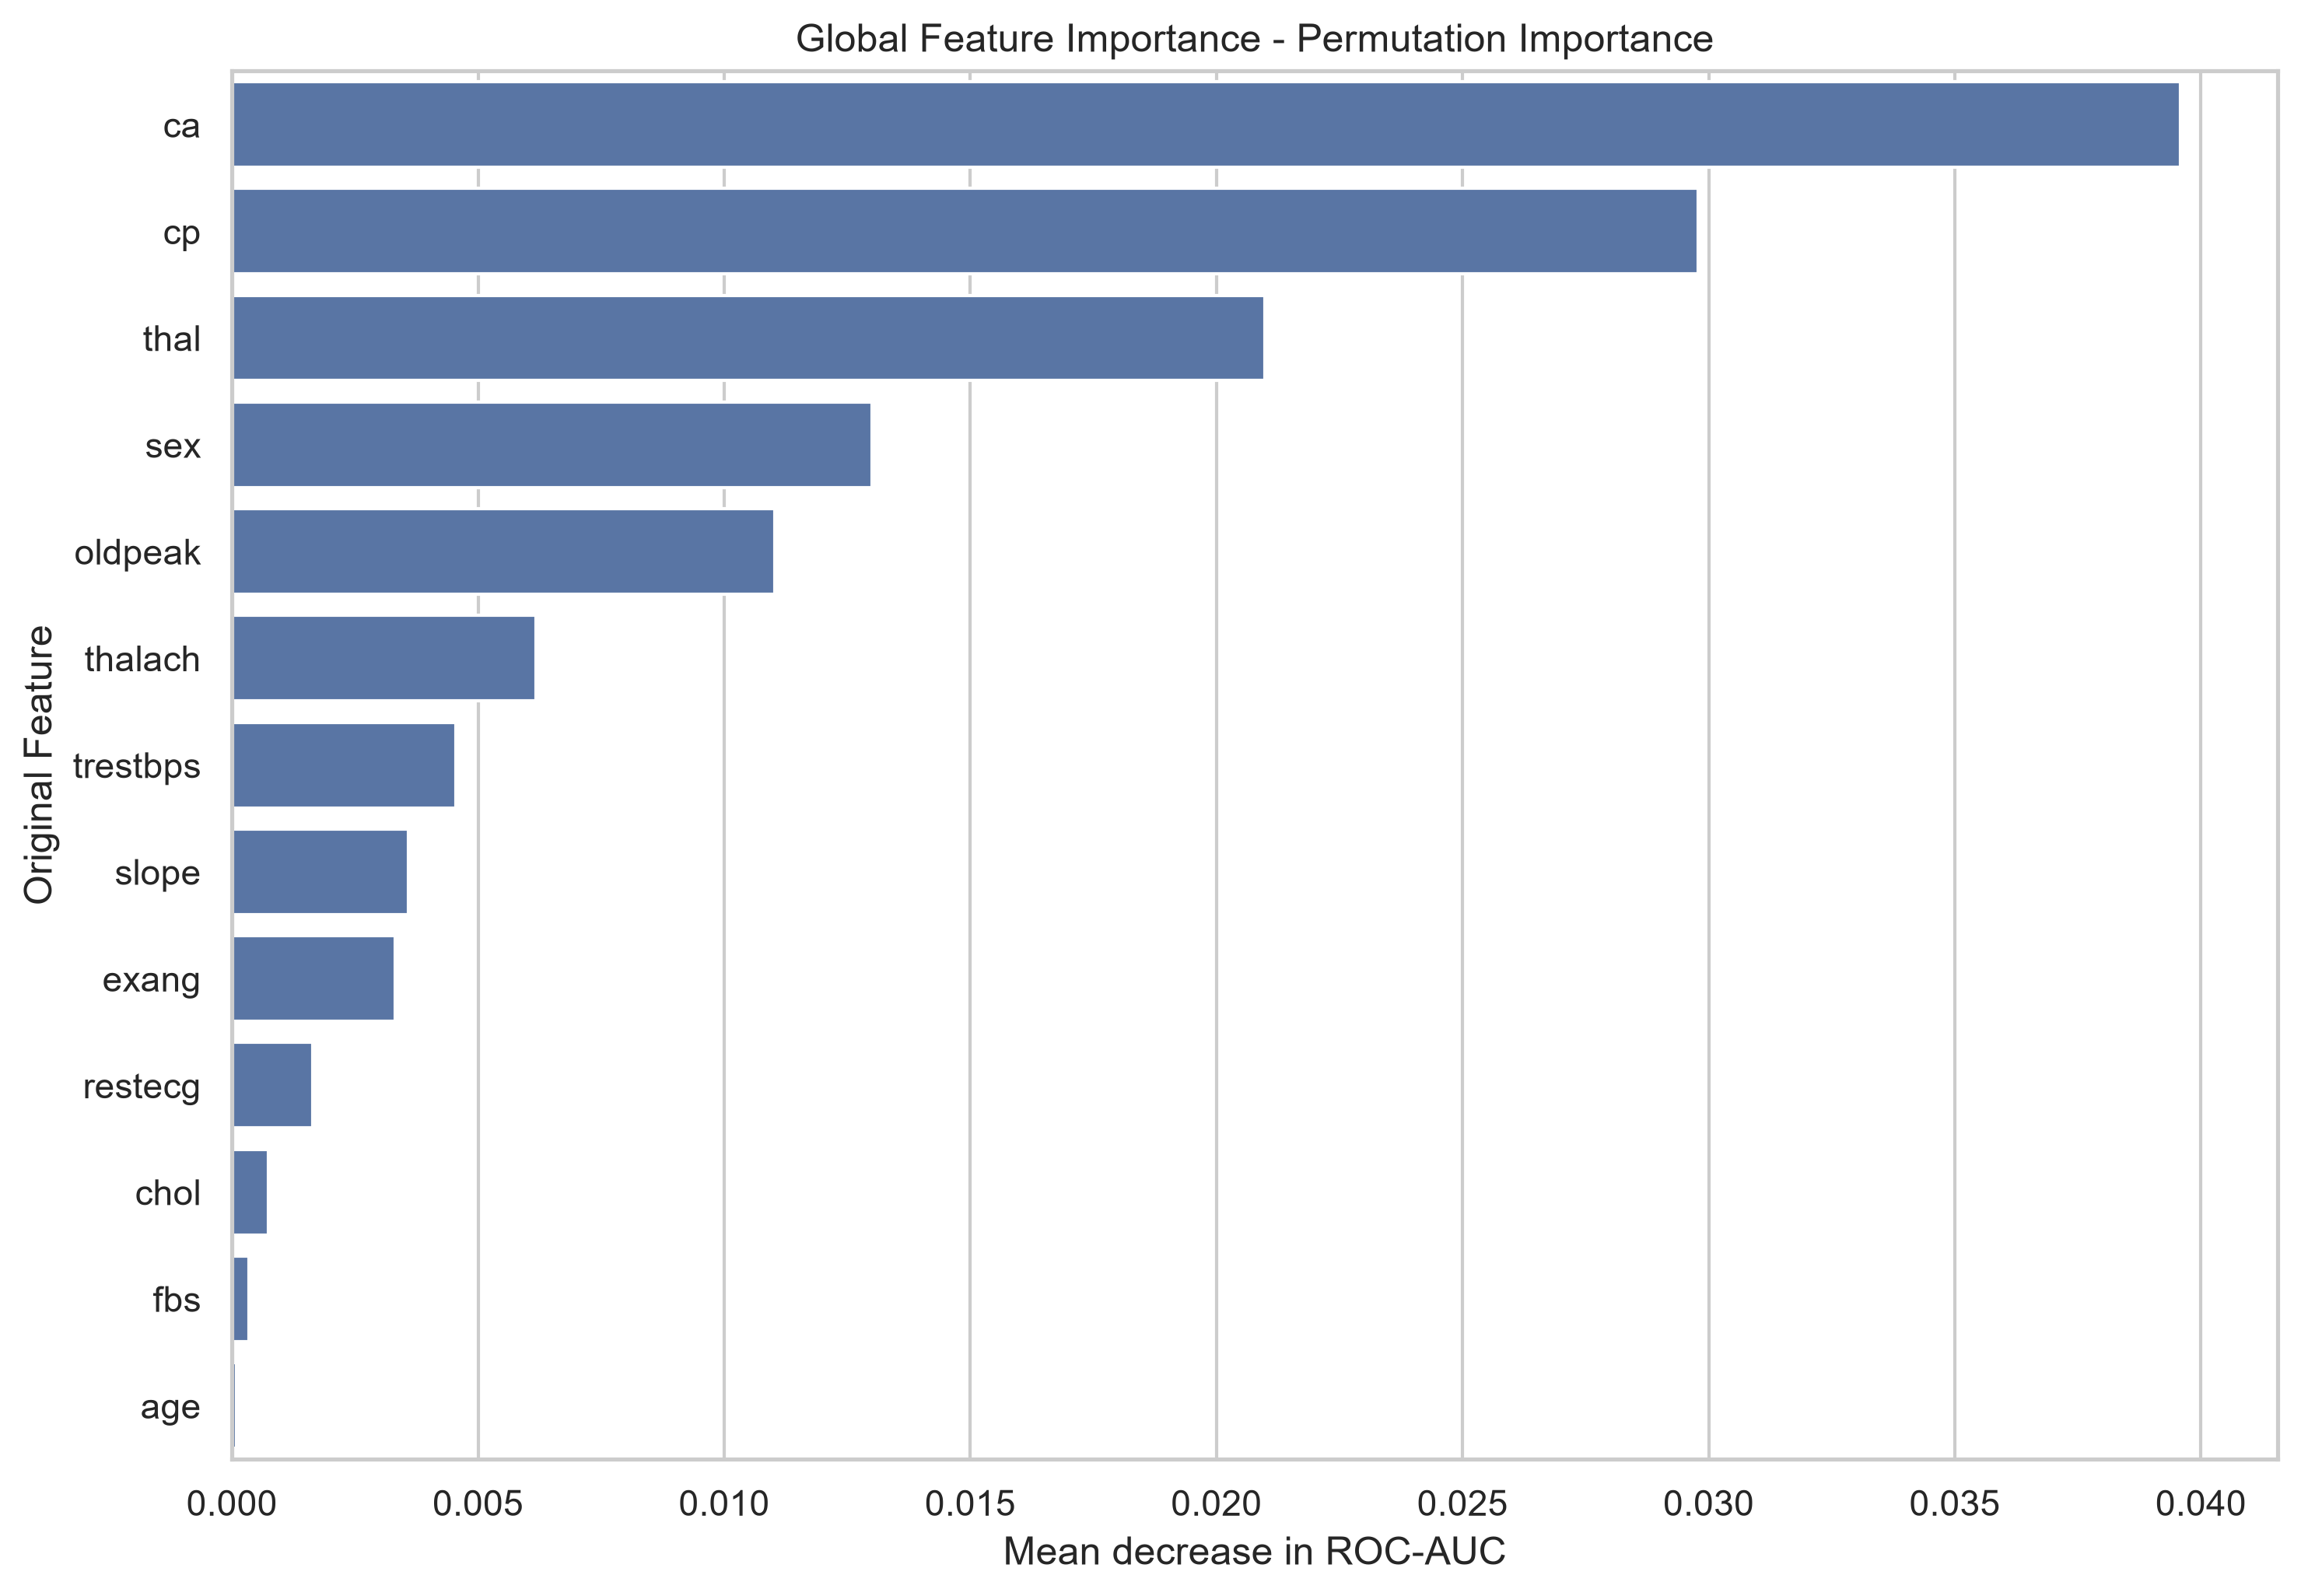 Global Feature Importance - Permutation Importance
Original Feature
ca
cp
thal
sex
oldpeak
thalach
trestbps
slope
exang
restecg
chol
fbs
age
0.000 0.005 0.010 0.015 0.020 0.025 0.030 0.035 0.040
Mean decrease in ROC-AUC